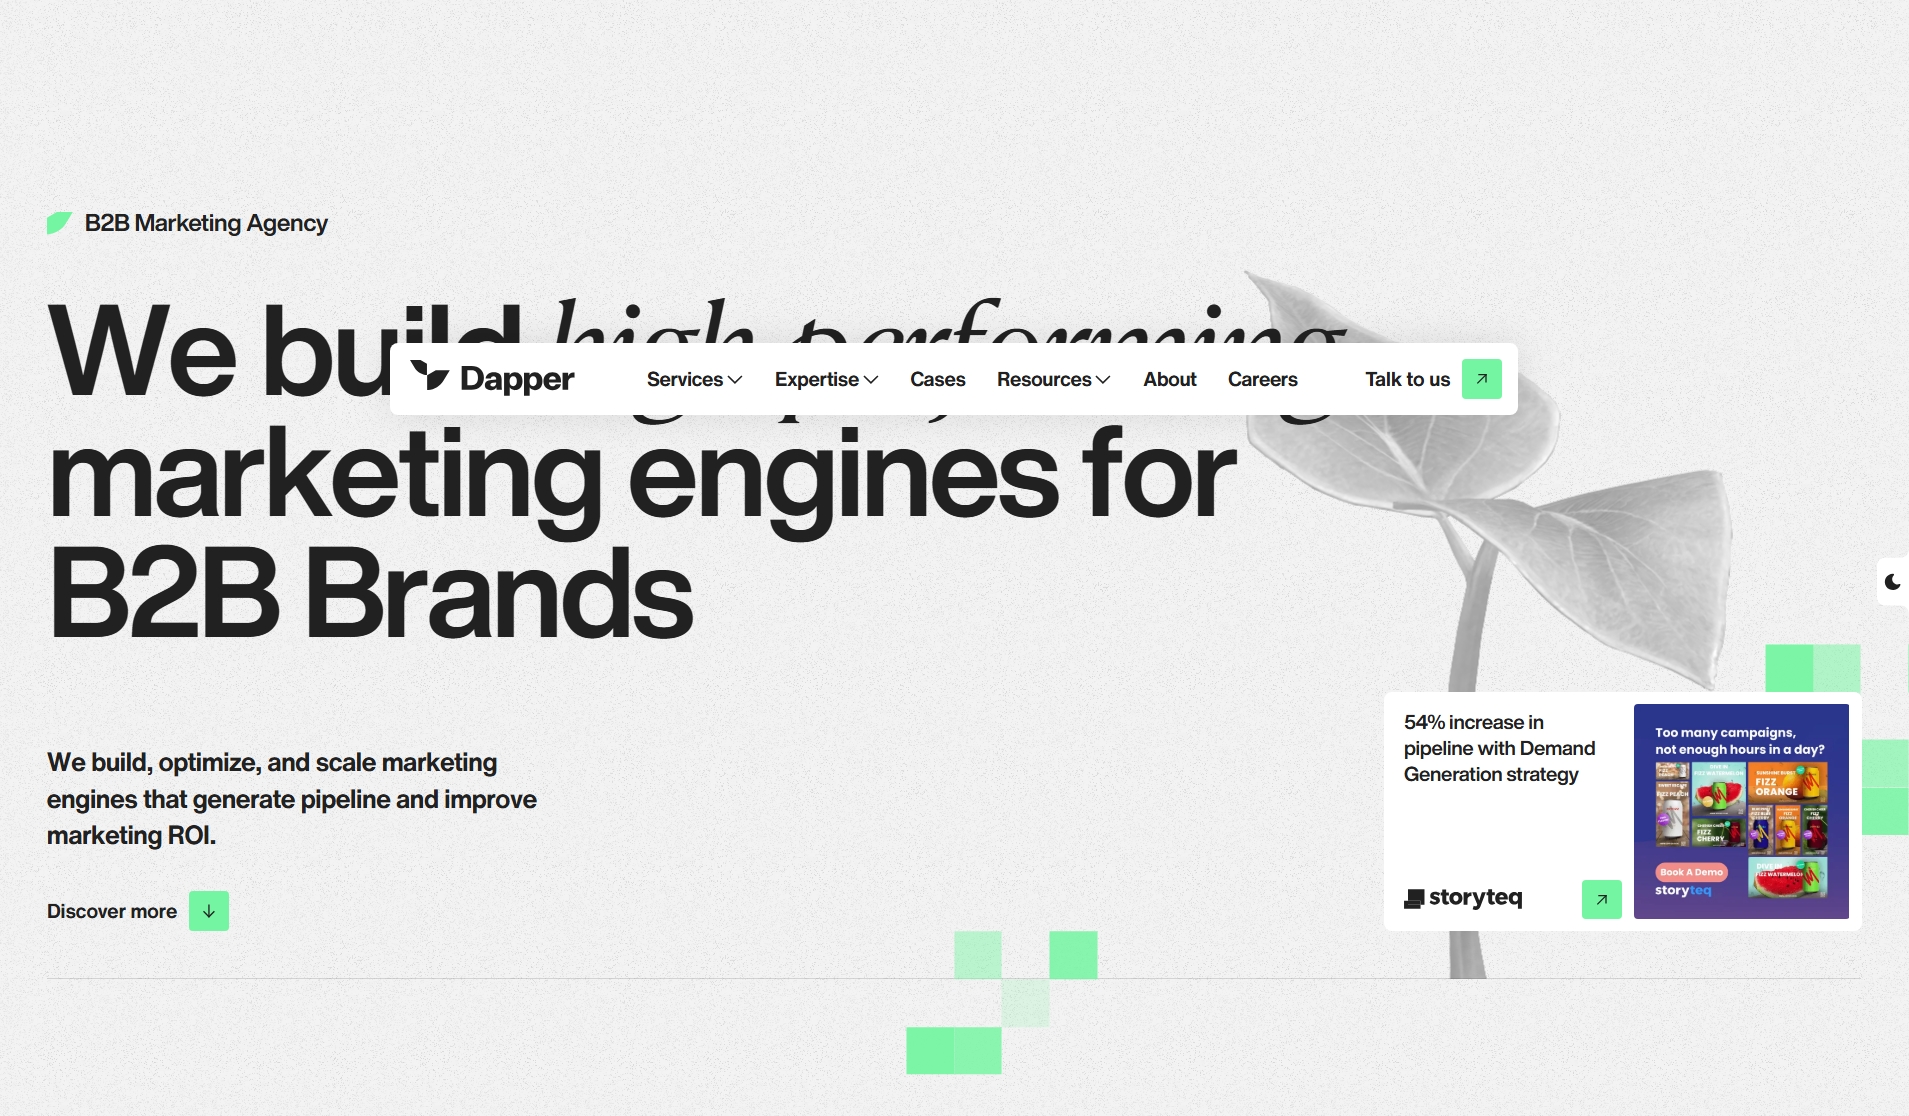 B2B Marketing Agency
We build high-performing
Dapper
Services
Expertise
Cases
Resources
About
Careers
Talk to us
marketing engines for
B2B Brands
We build, optimize, and scale marketing
engines that generate pipeline and improve
marketing ROI.
Discover more
54% increase in
pipeline with Demand
Generation strategy
storyteq
Too many campaigns,
not enough hours in a day?
FIZZ
ORANGE
FIZZ
CHERRY
Book A Demo
storyteq